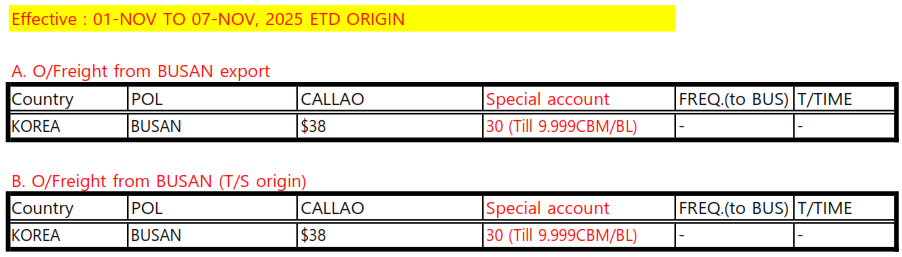 Effective : 01-NOV TO 07-NOV, 2025 ETD ORIGIN
A. O/Freight from BUSAN export
Country POL CALLAO Special account FREQ.(to BUS) T/TIME
KOREA BUSAN $38 30 (Till 9.999CBM/BL) - -
B. O/Freight from BUSAN (T/S origin)
Country POL CALLAO Special account FREQ.(to BUS) T/TIME
KOREA BUSAN $38 30 (Till 9.999CBM/BL) - -